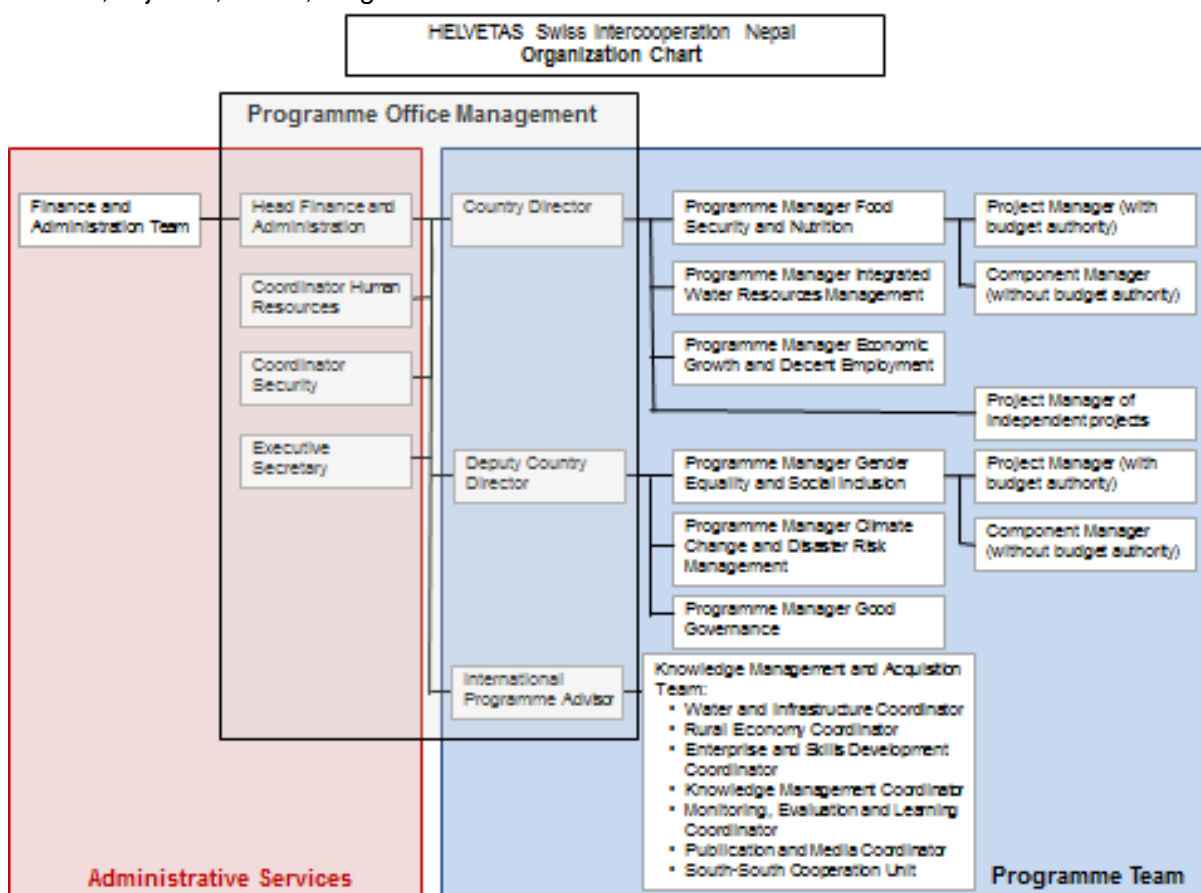 HELVETAS Swiss Intercooperation Nepal
Organization Chart
Programme Office Management
Finance and
Administration Team
Head Finance and
Administration
Coordinator Human
Resources
Coordinator
Security
Executive
Secretary
Country Director
Deputy Country
Director
International
Programme Advisor
Programme Manager Food
Security and Nutrition
Programme Manager Integrated
Water Resources Management
Programme Manager Economic
Growth and Decent Employment
Project Manager (with
budget authority)
Component Manager
(without budget authority)
Project Manager of
Independent projects
Programme Manager Gender
Equality and Social Inclusion
Programme Manager Climate
Change and Disaster Risk
Management
Programme Manager Good
Governance
Project Manager (with
budget authority)
Component Manager
(without budget authority)
Knowledge Management and Acquisition
Team:
▪ Water and Infrastructure Coordinator
▪ Rural Economy Coordinator
▪ Enterprise and Skills Development
Coordinator
▪ Knowledge Management Coordinator
▪ Monitoring, Evaluation and Learning
Coordinator
▪ Publication and Media Coordinator
▪ South-South Cooperation Unit
Administrative Services
Programme Team